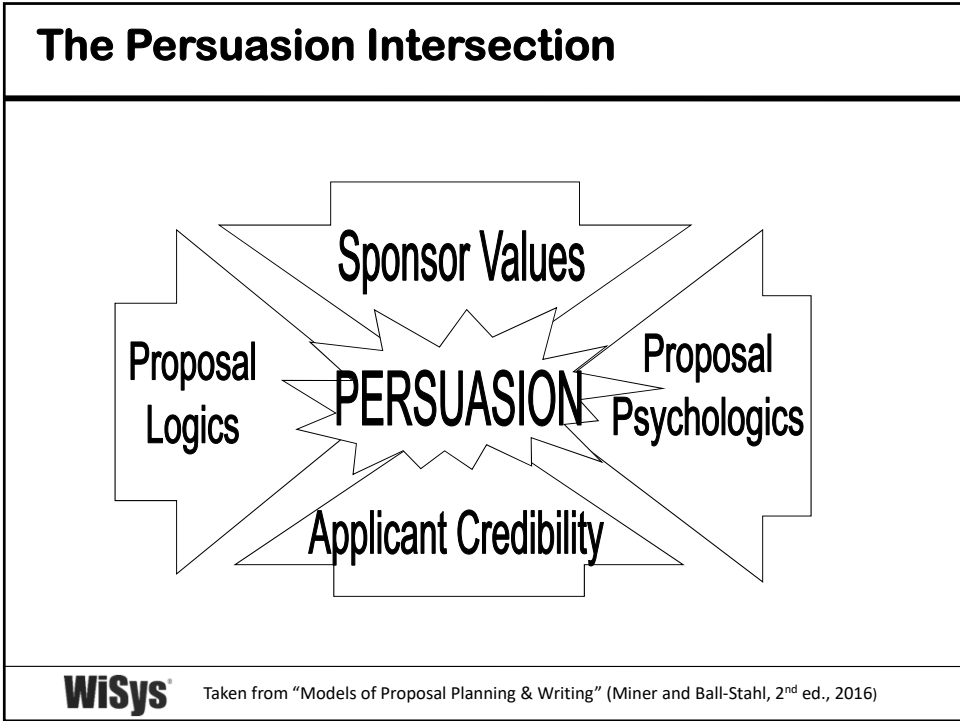 The Persuasion Intersection
Sponsor Values
Proposal
Logics
PERSUASION
Proposal
Psychologics
Applicant Credibility
WiSys®
Taken from “Models of Proposal Planning & Writing” (Miner and Ball-Stahl, 2nd ed., 2016)